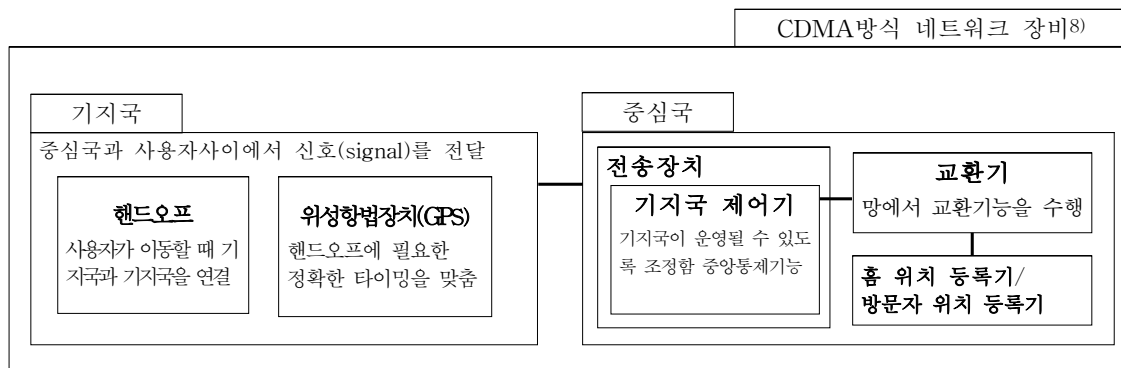 CDMA방식 네트워크 장비8)
기지국
중심국과 사용자사이에서 신호(signal)를 전달
핸드오프
사용자가 이동할 때 기
지국과 기지국을 연결
위성항법장치(GPS)
핸드오프에 필요한
정확한 타이밍을 맞춤
중심국
전송장치
기지국 제어기
기지국이 운영될 수 있도
록 조정함 중앙통제기능
교환기
망에서 교환기능을 수행
홈 위치 등록기/
방문자 위치 등록기